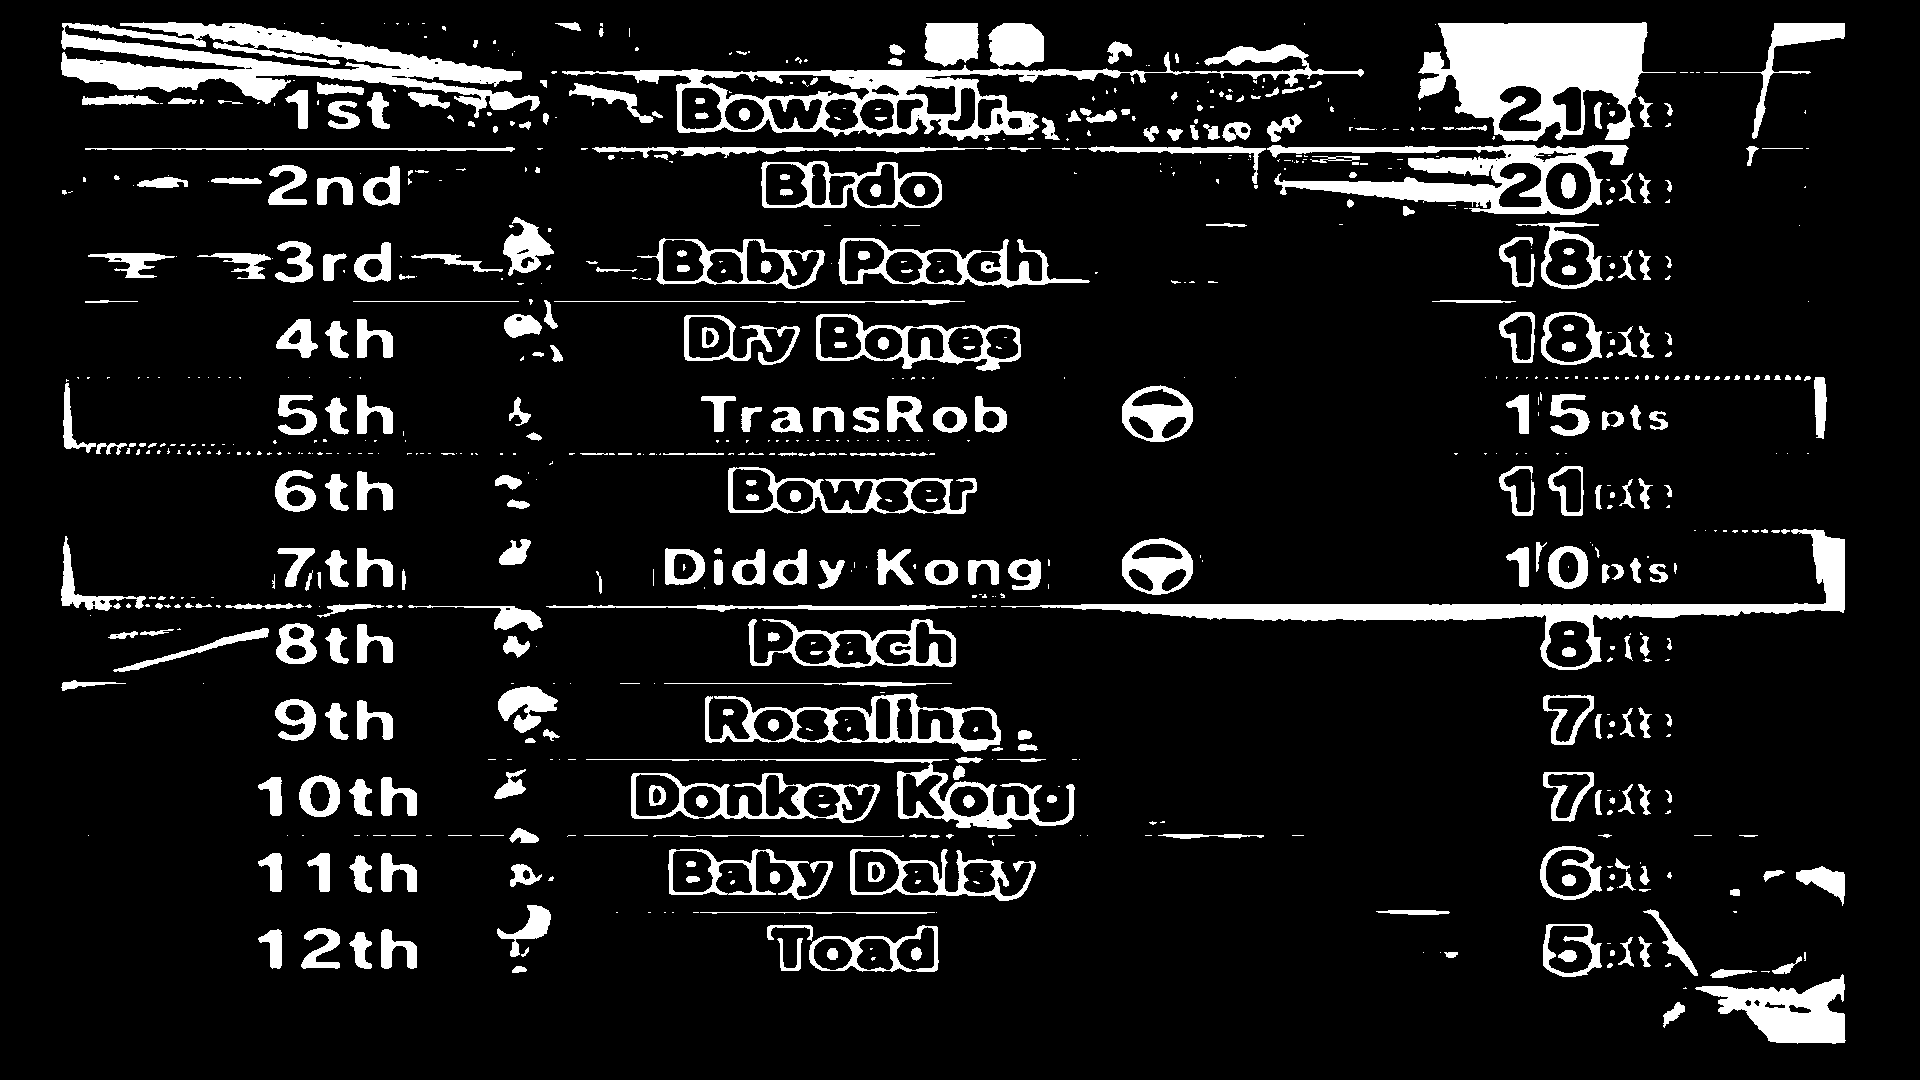 1st Bowser Jr. 21pts
2nd Birdo 20pts
3rd Baby Peach 18pts
4th Dry Bones 18pts
5th TransRob 15pts
6th Bowser 11pts
7th Diddy Kong 10pts
8th Peach 8pts
9th Rosalina 7pts
10th Donkey Kong 7pts
11th Baby Daisy 6pts
12th Toad 5pts